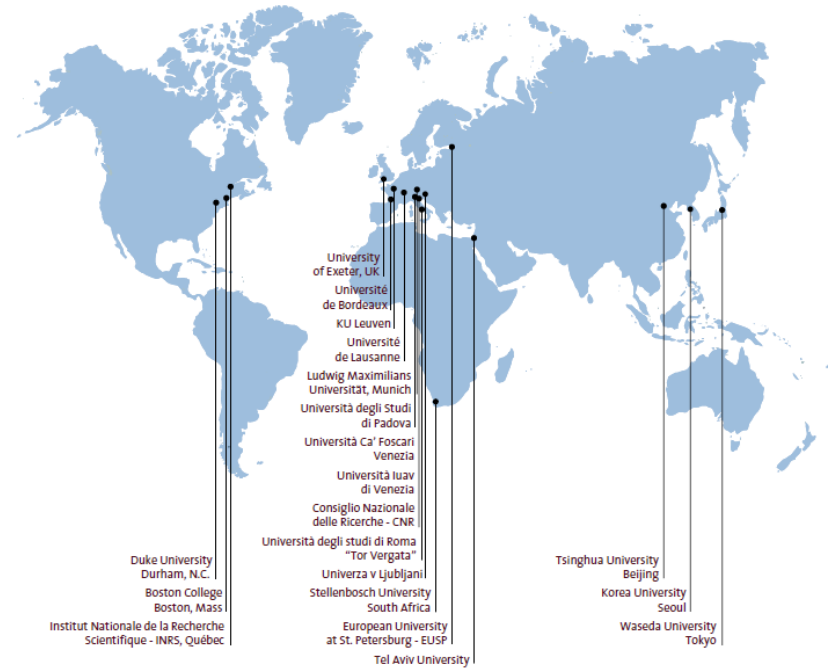 University
of Exeter, UK
Université
de Bordeaux
KU Leuven
Université
de Lausanne
Ludwig Maximilians
Universität, Munich
Università degli Studi
di Padova
Università Ca' Foscari
Venezia
Università Iuav
di Venezia
Consiglio Nazionale
delle Ricerche - CNR
Università degli studi di Roma
"Tor Vergata"
Univerza v Ljubljani
Stellenbosch University
South Africa
European University
at St. Petersburg - EUSP
Tel Aviv University
Duke University
Durham, N.C.
Boston College
Boston, Mass
Institut Nationale de la Recherche
Scientifique - INRS, Québec
Tsinghua University
Beijing
Korea University
Seoul
Waseda University
Tokyo